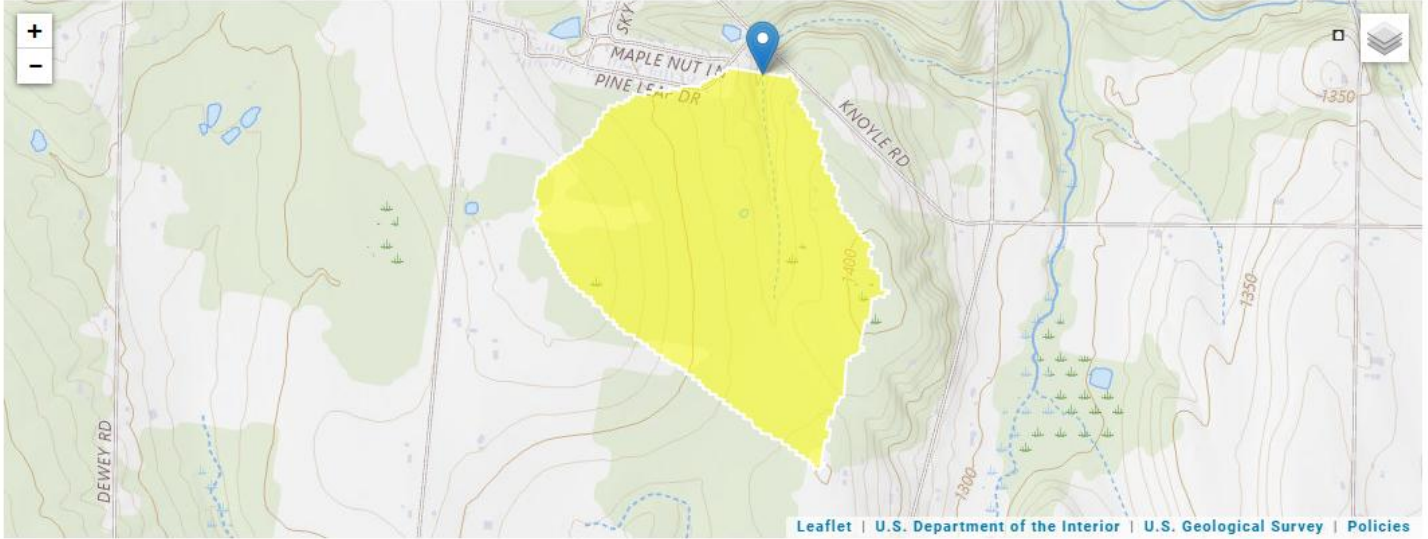 +
−
SKY
MAPLE NUT LN
PINE LEAF DR
KNOYLE RD
1350
1400
1350
DEWEY RD
1300
Leaflet | U.S. Department of the Interior | U.S. Geological Survey | Policies